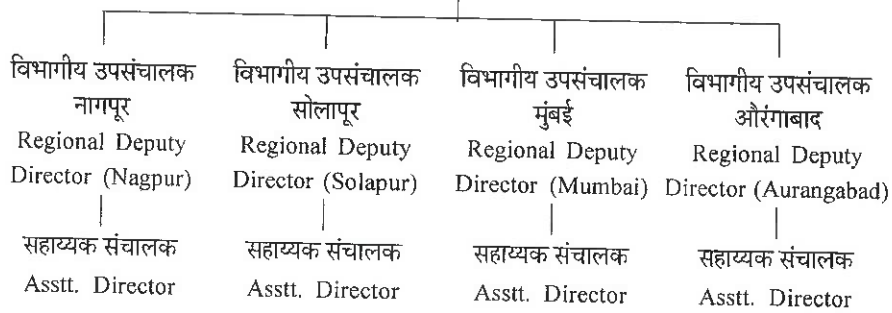 विभागीय उपसंचालक
नागपूर
Regional Deputy
Director (Nagpur)
सहाय्यक संचालक
Asstt. Director
विभागीय उपसंचालक
सोलापूर
Regional Deputy
Director (Solapur)
सहाय्यक संचालक
Asstt. Director
विभागीय उपसंचालक
मुंबई
Regional Deputy
Director (Mumbai)
सहाय्यक संचालक
Asstt. Director
विभागीय उपसंचालक
औरंगाबाद
Regional Deputy
Director (Aurangabad)
सहाय्यक संचालक
Asstt. Director